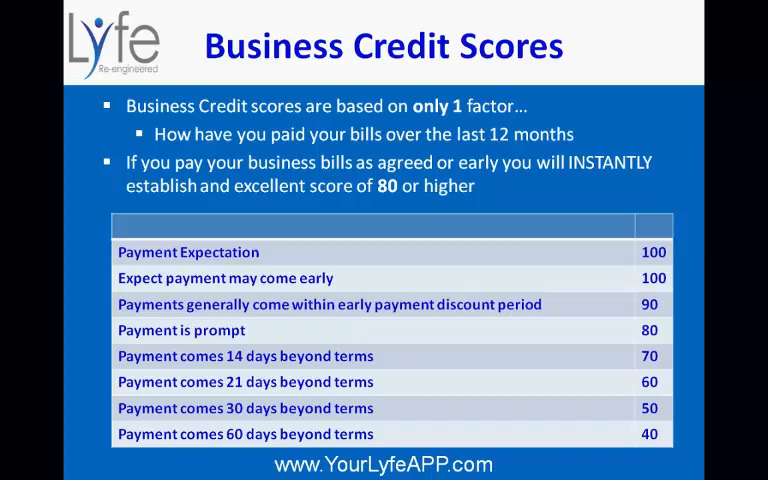 Lyfe
Re-engineered
Business Credit Scores
▪ Business Credit scores are based on only 1 factor...
▪ How have you paid your bills over the last 12 months
▪ If you pay your business bills as agreed or early you will INSTANTLY
establish and excellent score of 80 or higher
Payment Expectation 100
Expect payment may come early 100
Payments generally come within early payment discount period 90
Payment is prompt 80
Payment comes 14 days beyond terms 70
Payment comes 21 days beyond terms 60
Payment comes 30 days beyond terms 50
Payment comes 60 days beyond terms 40
www.YourLyfeAPP.com